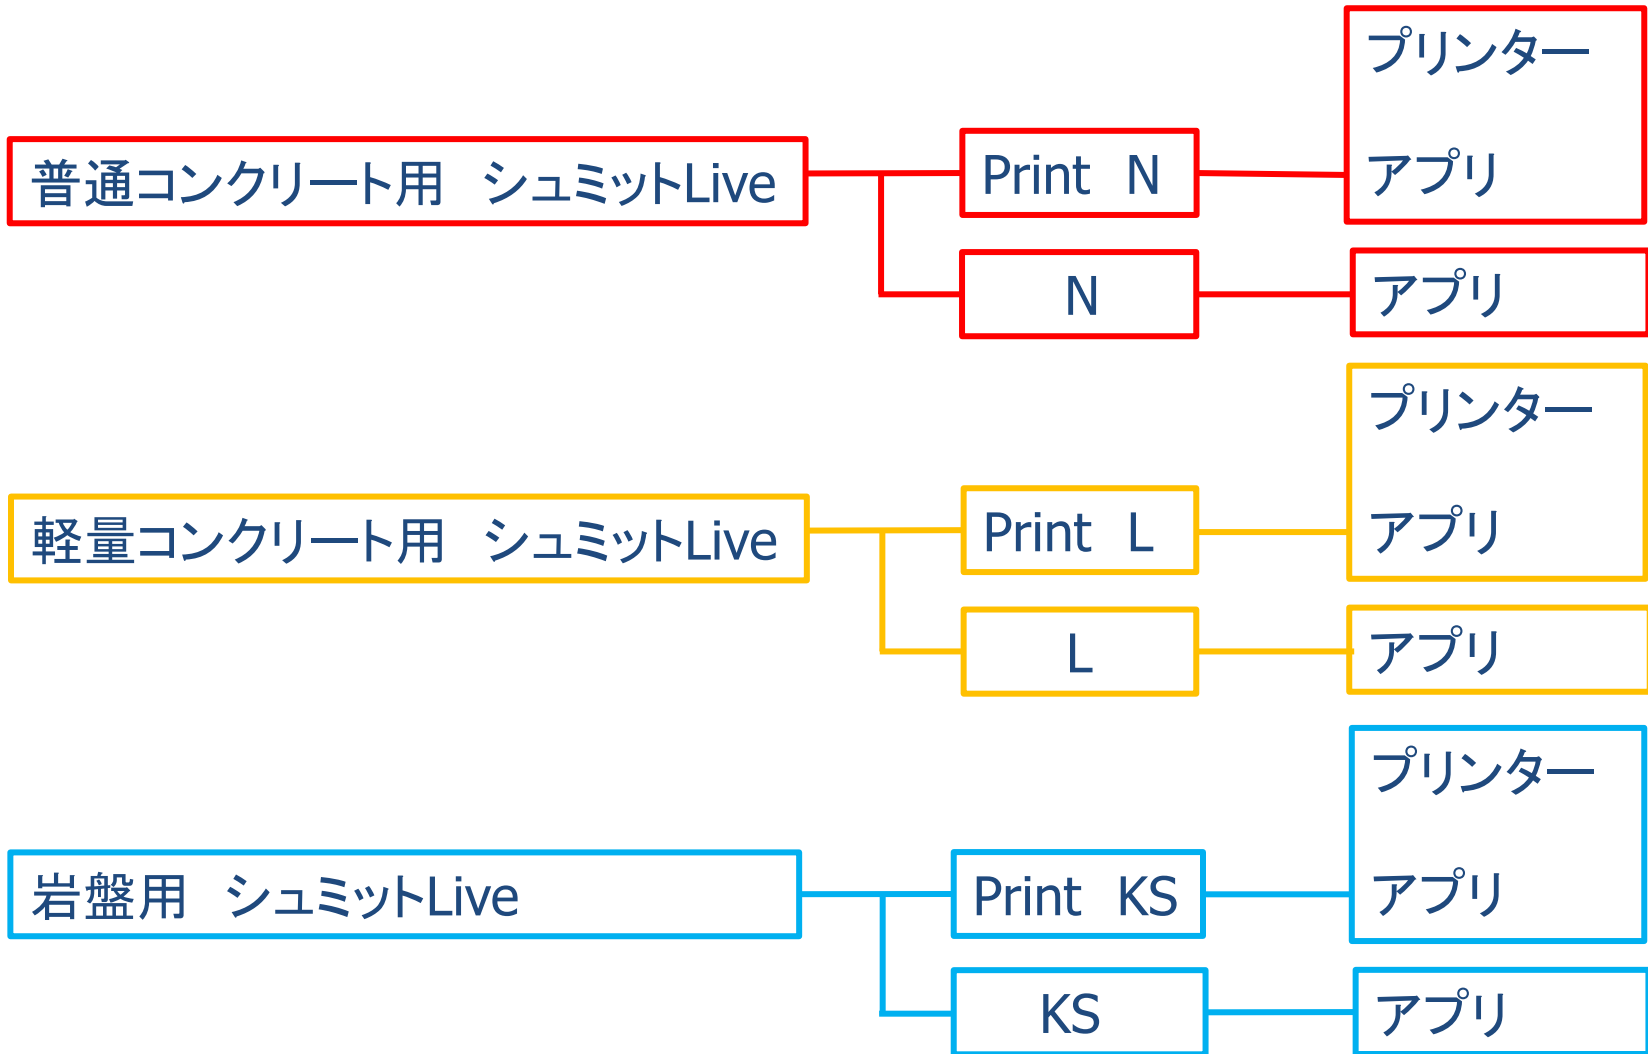 プリンター
アプリ
普通コンクリート用　シュミットLive
Print　N
N
アプリ
プリンター
アプリ
軽量コンクリート用　シュミットLive
Print　L
L
アプリ
プリンター
アプリ
岩盤用　シュミットLive
Print　KS
KS
アプリ